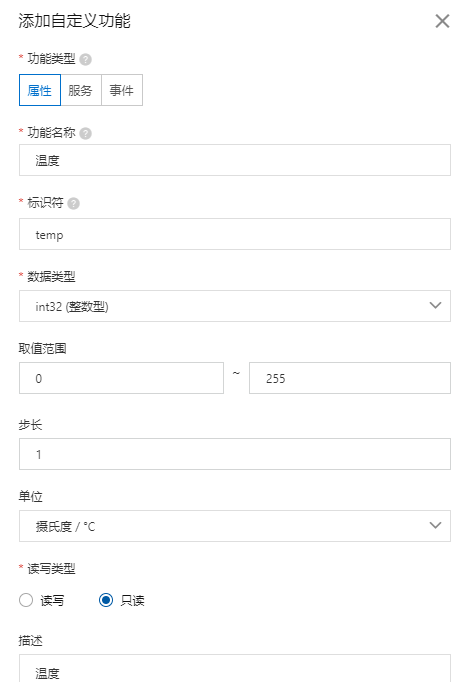 添加自定义功能
* 功能类型 ?
属性 服务 事件
* 功能名称 ?
温度
* 标识符 ?
temp
* 数据类型
int32 (整数型)
取值范围
0 ~ 255
步长
1
单位
摄氏度 / °C
* 读写类型
读写 只读
描述
温度